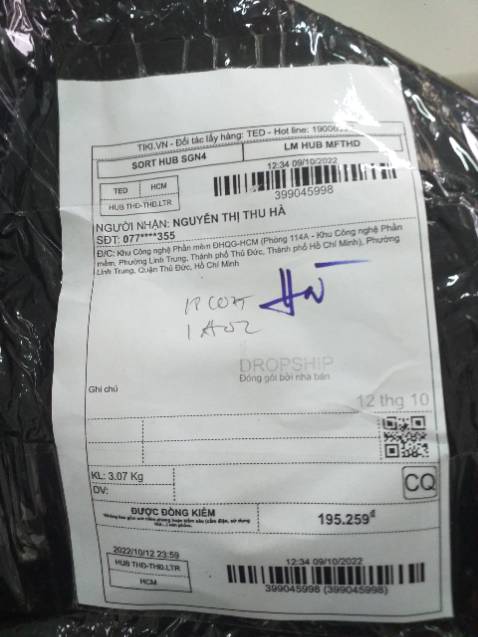 TIKI.VN - Đối tác lấy hàng: TED - Hot line: 19006
SORT HUB SGN4 LM HUB MFTHD
TED HCM
HUB THD-THĐ.LTR
12:34 09/10/2022
399045998
NGƯỜI NHẬN: NGUYỄN THỊ THU HÀ
SĐT: 077****355
Đ/C: Khu Công nghệ Phần mềm ĐHQG-HCM (Phòng 114A - Khu Công nghệ Phần
mềm, Phường Linh Trung, Thành phố Thủ Đức, Thành phố Hồ Chí Minh), Phường
Linh Trung, Quận Thủ Đức, Hồ Chí Minh
Hà
DROPSHIP
Đóng gói bởi nhà bán
Ghi chú
12 thg 10
KL: 3.07 Kg
DV:
CQ
ĐƯỢC ĐỒNG KIỂM
195.259đ
2022/10/12 23:59
HUB THD-THĐ.LTR
HCM
12:34 09/10/2022
399045998 (399045998)